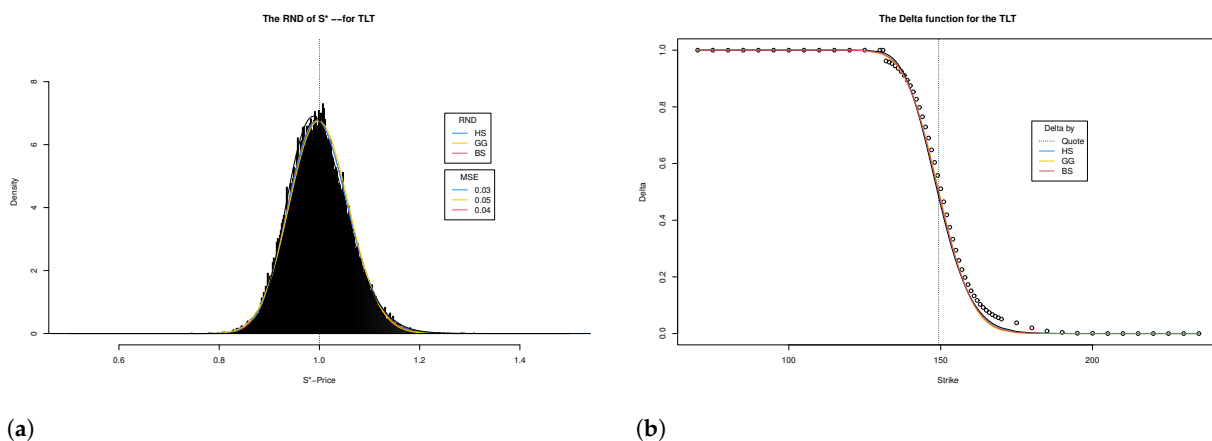 The RND of S* −−for TLT
Density
8
6
4
2
0
0.6 0.8 1.0 1.2 1.4
S*−Price
RND
HS
GG
BS
MSE
0.03
0.05
0.04
(a)
The Delta function for the TLT
Delta
1.0
0.8
0.6
0.4
0.2
0.0
100 150 200
Strike
Delta by
Quote
HS
GG
BS
(b)